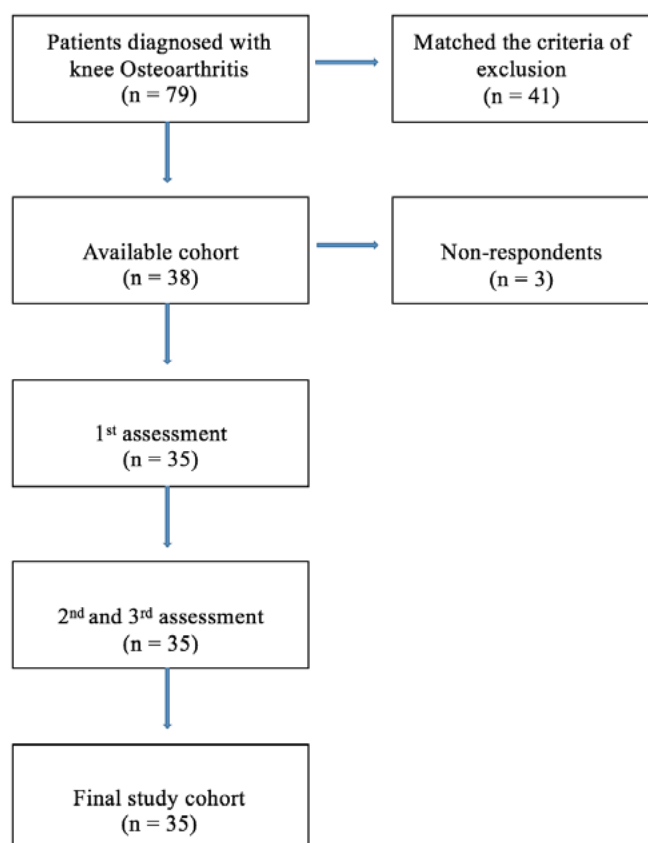 Patients diagnosed with
knee Osteoarthritis
(n = 79)
Matched the criteria of
exclusion
(n = 41)
Available cohort
(n = 38)
Non-respondents
(n = 3)
1st assessment
(n = 35)
2nd and 3rd assessment
(n = 35)
Final study cohort
(n = 35)